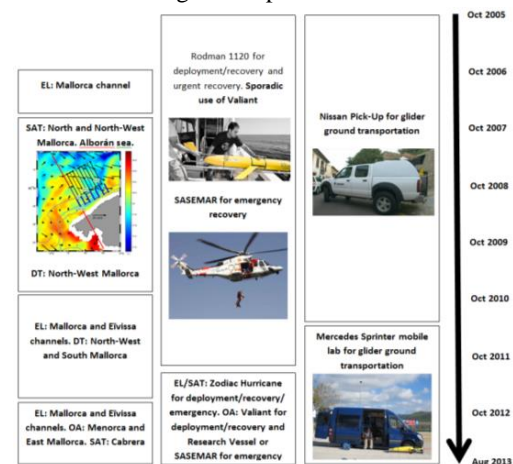 EL: Mallorca channel
SAT: North and North-West
Mallorca. Alborán sea.
DT: North-West Mallorca
EL: Mallorca and Eïvissa
channels. DT: North-West
and South Mallorca
EL: Mallorca and Eïvissa
channels. OA: Menorca and
East Mallorca. SAT: Cabrera
Rodman 1120 for
deployment/recovery and
urgent recovery. Sporadic
use of Valiant
SASEMAR for emergency
recovery
EL/SAT: Zodiac Hurricane
for deployment/recovery/
emergency. OA: Valiant for
deployment/recovery and
Research Vessel or
SASEMAR for emergency
Nissan Pick-Up for glider
ground transportation
Mercedes Sprinter mobile
lab for glider ground
transportation
Oct 2005
Oct 2006
Oct 2007
Oct 2008
Oct 2009
Oct 2010
Oct 2011
Oct 2012
Aug 2013